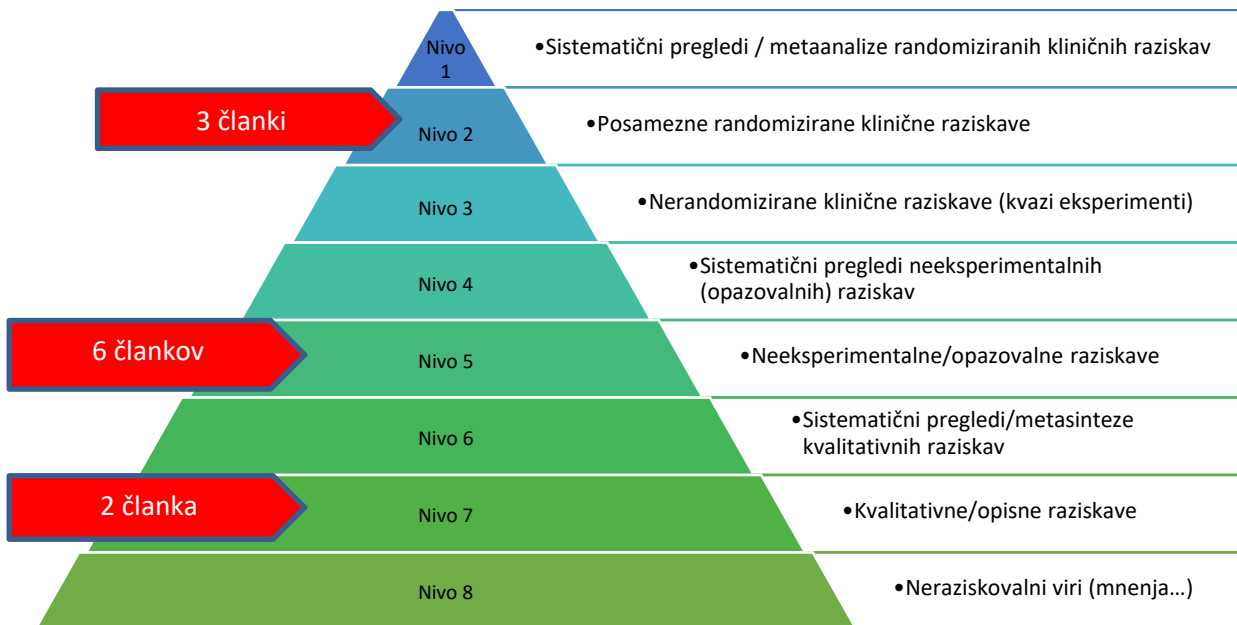 Nivo
1
•Sistematični pregledi / metaanalize randomiziranih kliničnih raziskav
3 članki
Nivo 2
•Posamezne randomizirane klinične raziskave
Nivo 3
•Nerandomizirane klinične raziskave (kvazi eksperimenti)
Nivo 4
•Sistematični pregledi neeksperimentalnih
(opazovalnih) raziskav
6 člankov
Nivo 5
•Neeksperimentalne/opazovalne raziskave
Nivo 6
•Sistematični pregledi/metasinteze
kvalitativnih raziskav
2 članka
Nivo 7
•Kvalitativne/opisne raziskave
Nivo 8
•Neraziskovalni viri (mnenja…)